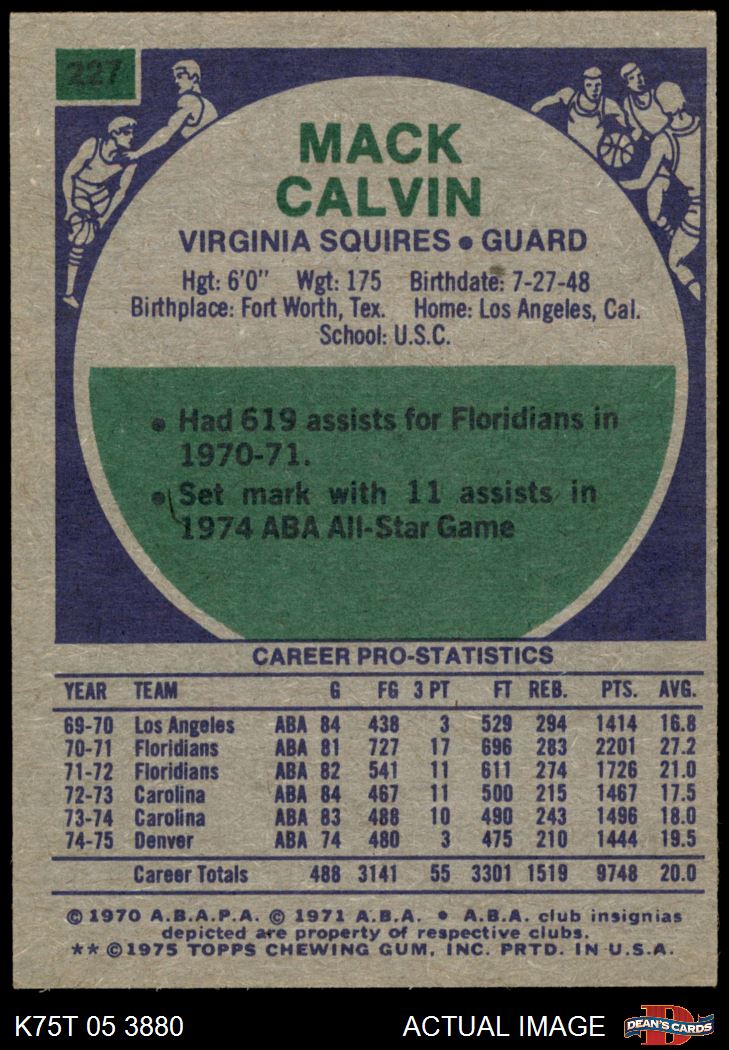 227
MACK
CALVIN
VIRGINIA SQUIRES • GUARD
Hgt: 6'0" Wgt: 175 Birthdate: 7-27-48
Birthplace: Fort Worth, Tex. Home: Los Angeles, Cal.
School: U.S.C.
• Had 619 assists for Floridians in
1970-71.
• Set mark with 11 assists in
1974 ABA All-Star Game
CAREER PRO-STATISTICS
YEAR TEAM G FG 3 PT FT REB. PTS. AVG.
69-70 Los Angeles ABA 84 438 3 529 294 1414 16.8
70-71 Floridians ABA 81 727 17 696 283 2201 27.2
71-72 Floridians ABA 82 541 11 611 274 1726 21.0
72-73 Carolina ABA 84 467 11 500 215 1467 17.5
73-74 Carolina ABA 83 488 10 490 243 1496 18.0
74-75 Denver ABA 74 480 3 475 210 1444 19.5
Career Totals 488 3141 55 3301 1519 9748 20.0
© 1970 A.B.A.P.A. © 1971 A.B.A. • A.B.A. club insignias
depicted are property of respective clubs.
** © 1975 TOPPS CHEWING GUM, INC. PRTD. IN U.S.A.
K75T 05 3880 ACTUAL IMAGE DEAN'S CARDS